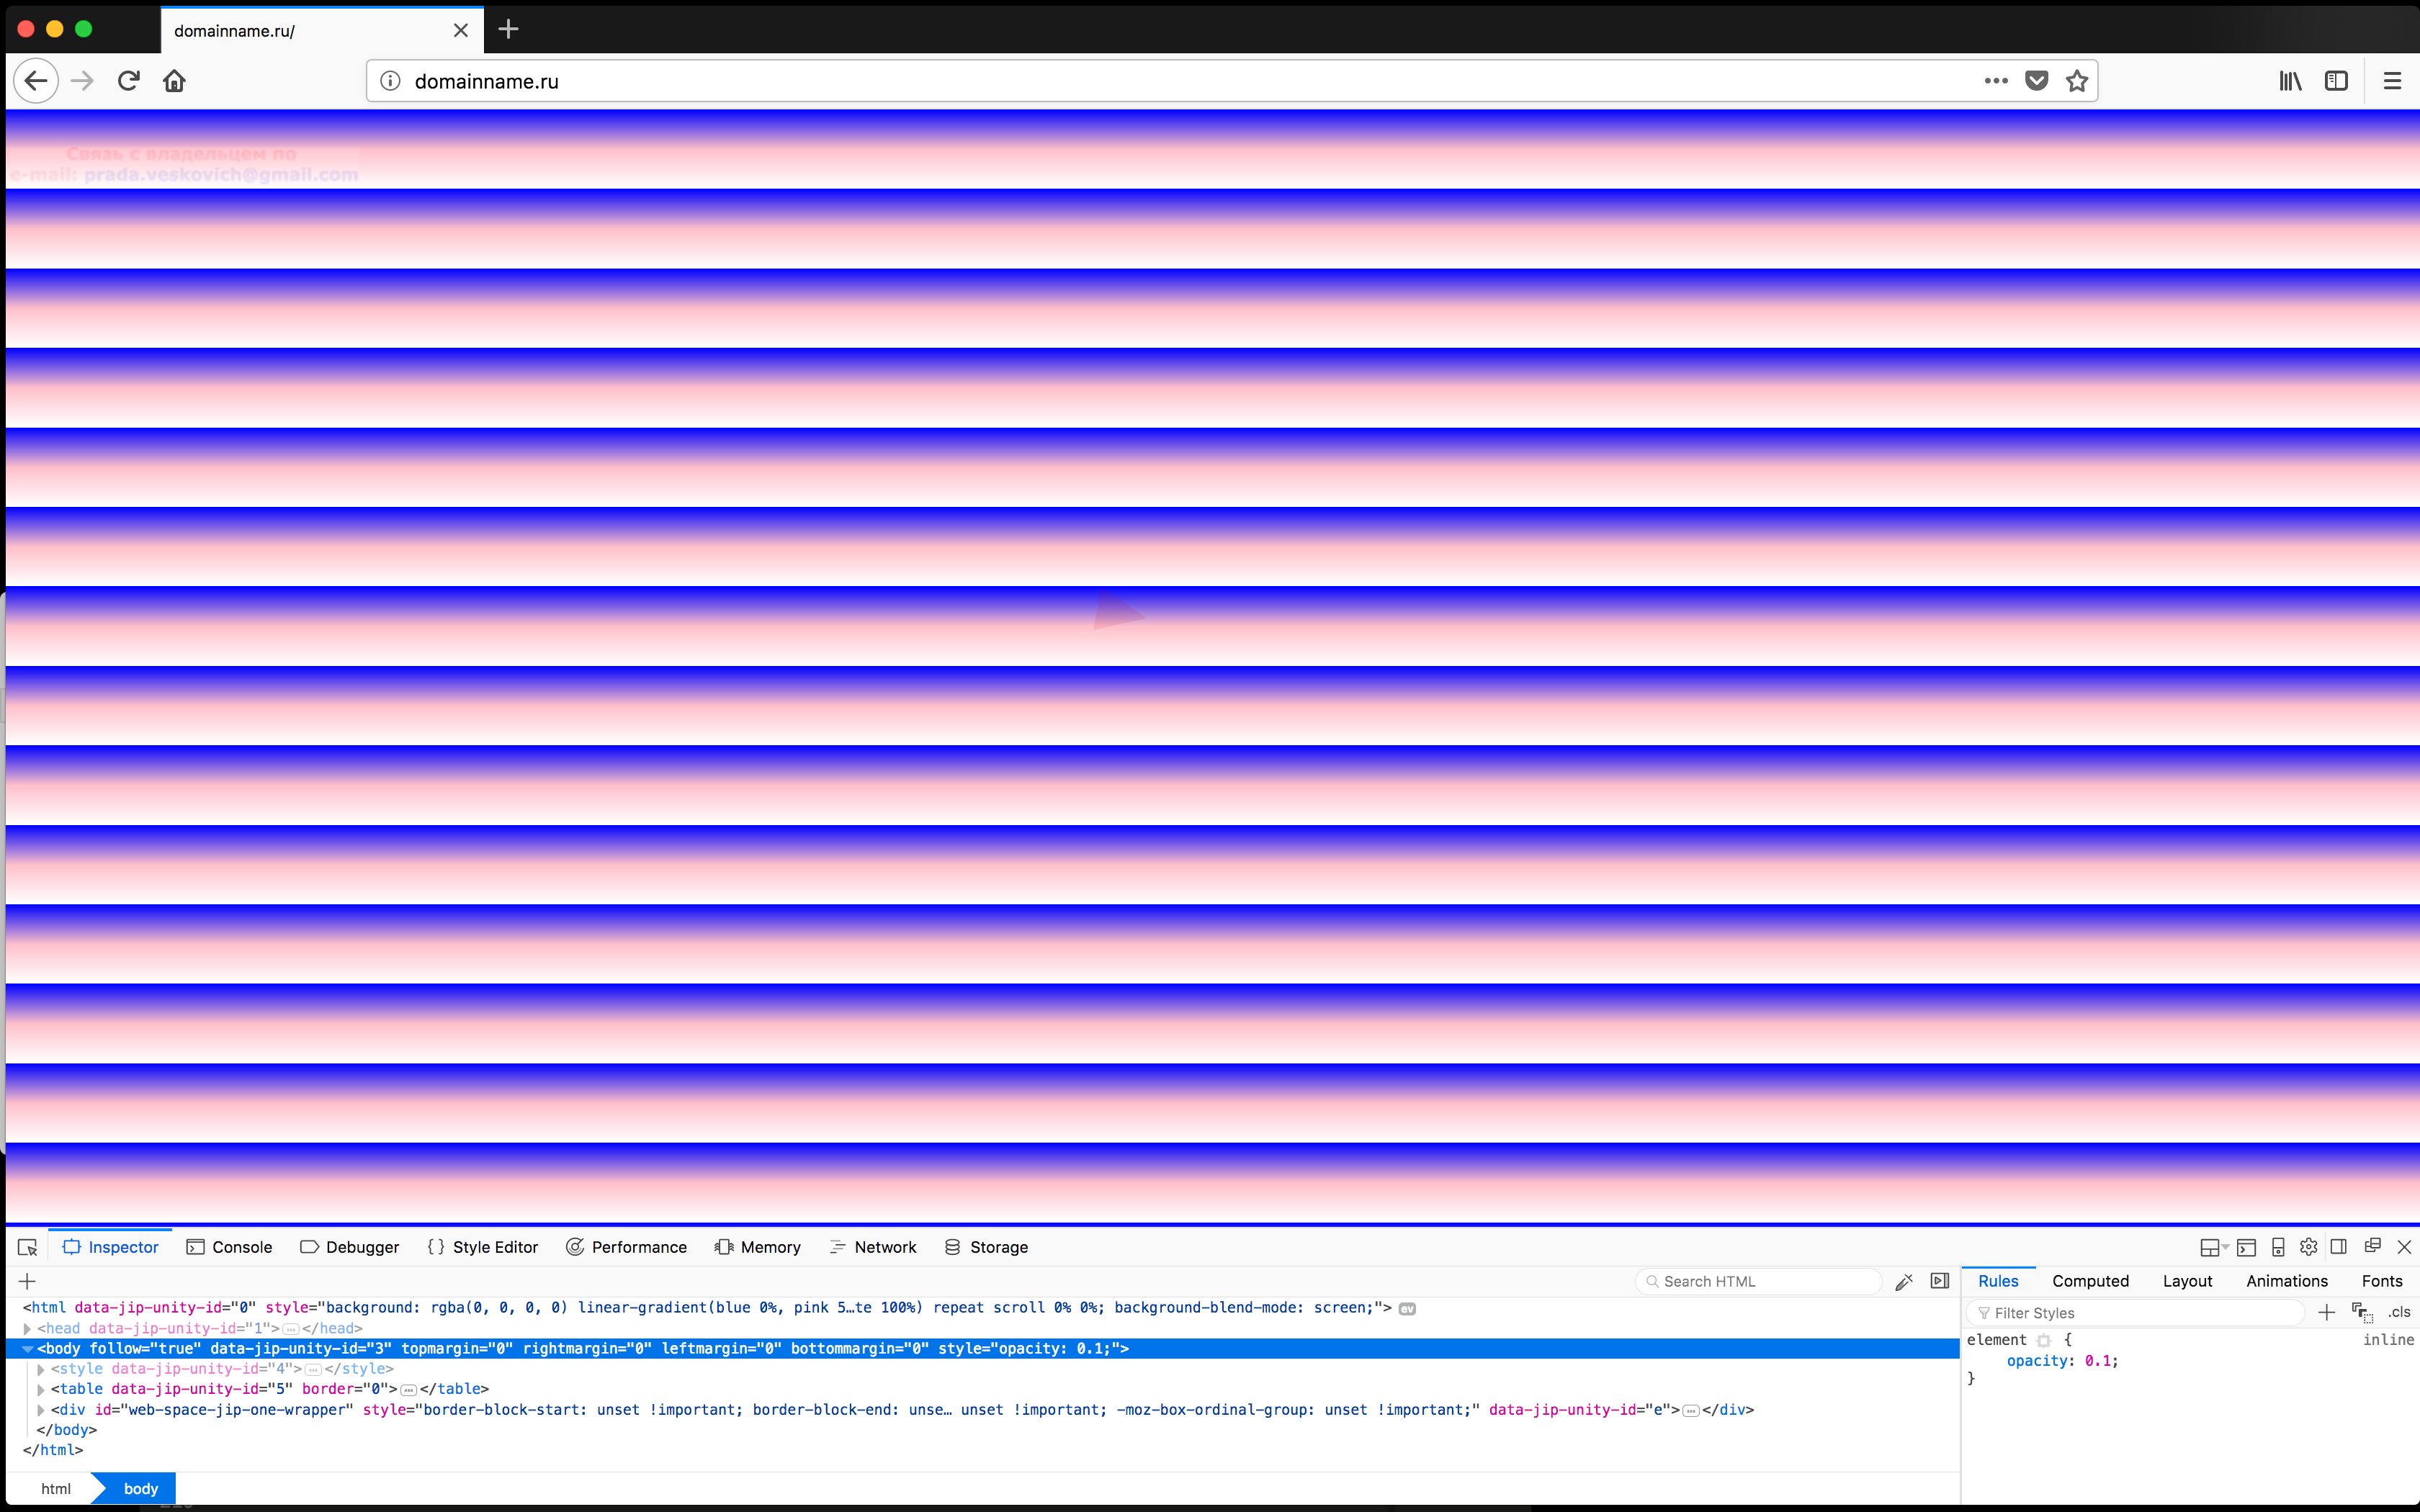 domainname.ru/
domainname.ru
Связь с владельцем по
e-mail: prada.veskovich@gmail.com
Inspector Console Debugger {} Style Editor Performance Memory Network Storage
Search HTML
Rules Computed Layout Animations Fonts
Filter Styles .cls
<html data-jip-unity-id="0" style="background: rgba(0, 0, 0, 0) linear-gradient(blue 0%, pink 5…te 100%) repeat scroll 0% 0%; background-blend-mode: screen;"> ev
<head data-jip-unity-id="1"></head>
<body follow="true" data-jip-unity-id="3" topmargin="0" rightmargin="0" leftmargin="0" bottommargin="0" style="opacity: 0.1;">
<style data-jip-unity-id="4"></style>
<table data-jip-unity-id="5" border="0"></table>
<div id="web-space-jip-one-wrapper" style="border-block-start: unset !important; border-block-end: unse… unset !important; -moz-box-ordinal-group: unset !important;" data-jip-unity-id="e"></div>
</body>
</html>
element { inline
opacity: 0.1;
}
html body